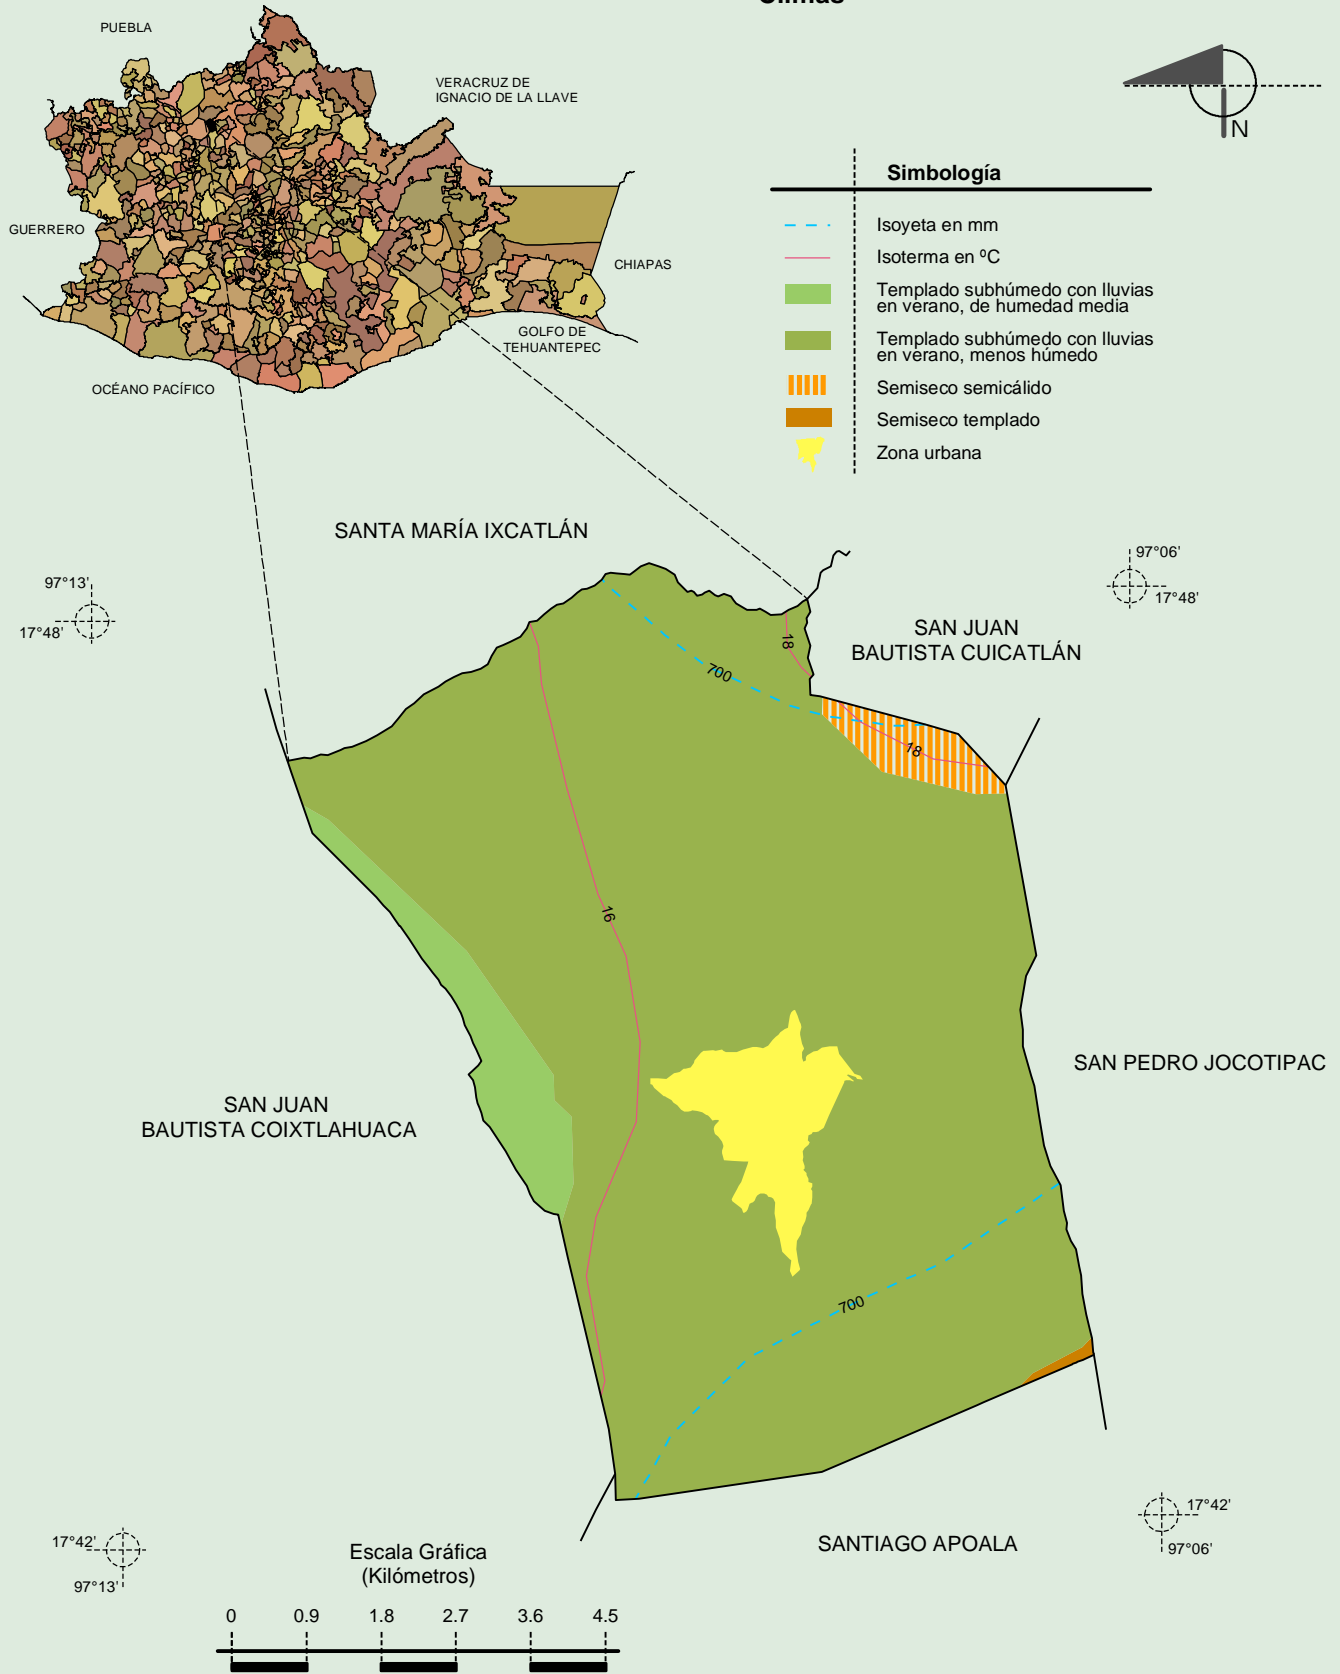 PUEBLA
VERACRUZ DE
IGNACIO DE LA LLAVE
GUERRERO
CHIAPAS
GOLFO DE
TEHUANTEPEC
OCÉANO PACÍFICO
N
Simbología
Isoyeta en mm
Isoterma en ºC
Templado subhúmedo con lluvias
en verano, de humedad media
Templado subhúmedo con lluvias
en verano, menos húmedo
Semiseco semicálido
Semiseco templado
Zona urbana
SANTA MARÍA IXCATLÁN
97°13'
17°48'
97°06'
17°48'
SAN JUAN
BAUTISTA CUICATLÁN
18
700
18
16
SAN PEDRO JOCOTIPAC
SAN JUAN
BAUTISTA COIXTLAHUACA
700
17°42'
97°13'
17°42'
97°06'
SANTIAGO APOALA
Escala Gráfica
(Kilómetros)
0 0.9 1.8 2.7 3.6 4.5